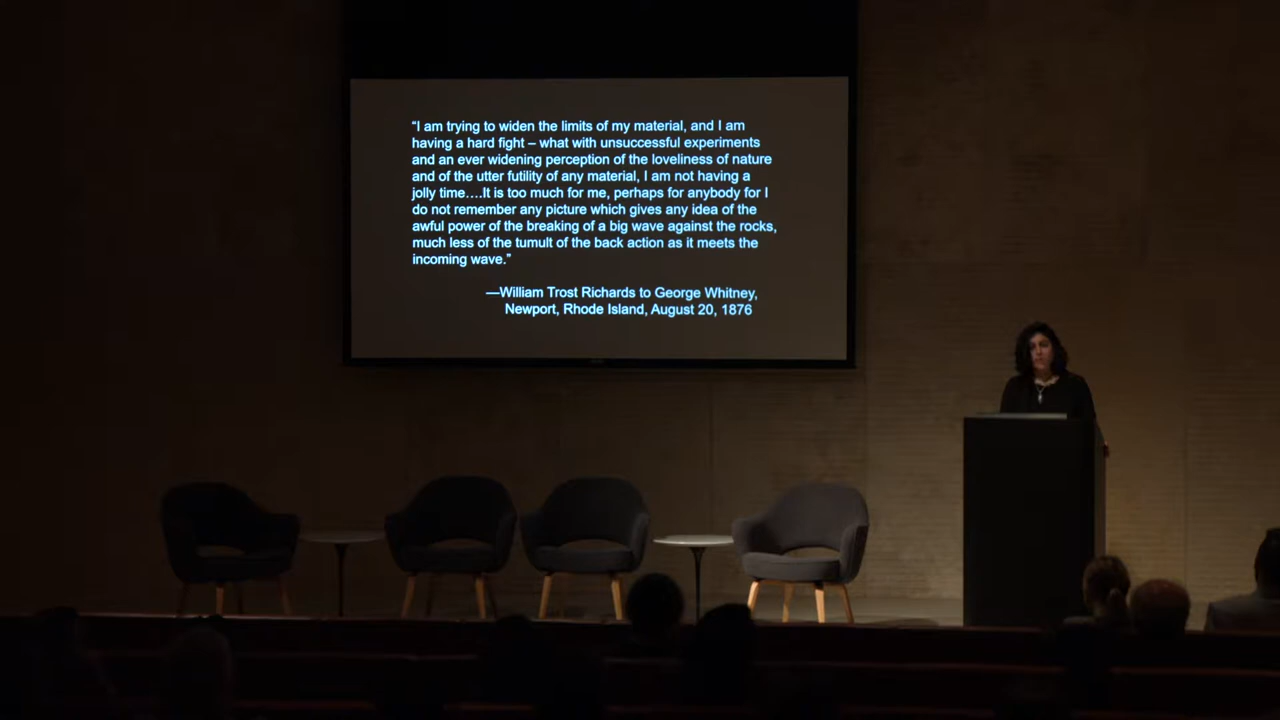 “I am trying to widen the limits of my material, and I am
having a hard fight – what with unsuccessful experiments
and an ever widening perception of the loveliness of nature
and of the utter futility of any material, I am not having a
jolly time….It is too much for me, perhaps for anybody for I
do not remember any picture which gives any idea of the
awful power of the breaking of a big wave against the rocks,
much less of the tumult of the back action as it meets the
incoming wave.”
—William Trost Richards to George Whitney,
Newport, Rhode Island, August 20, 1876